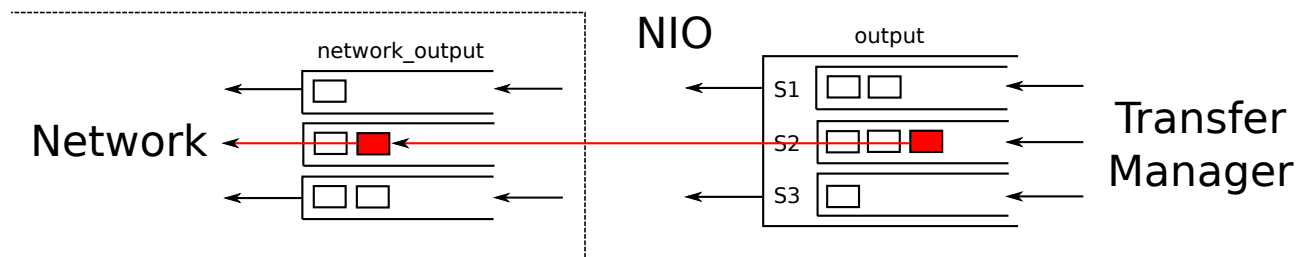 network_output
Network
NIO
output
S1
S2
S3
Transfer
Manager